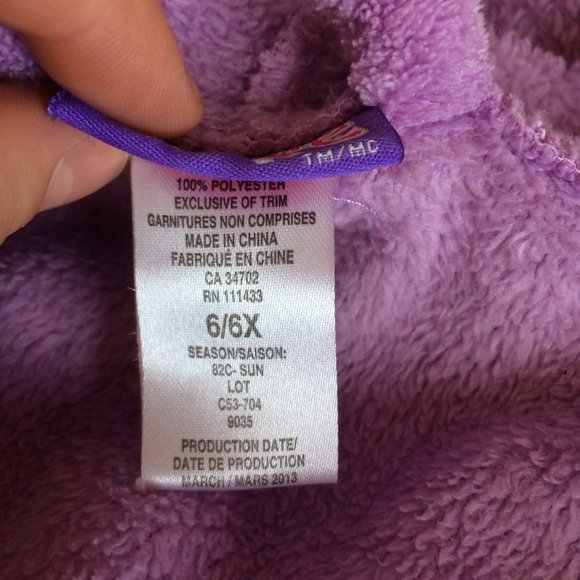 TM/MC
100% POLYESTER
EXCLUSIVE OF TRIM
GARNITURES NON COMPRISES
MADE IN CHINA
FABRIQUÉ EN CHINE
CA 34702
RN 111433
6/6X
SEASON/SAISON:
82C- SUN
LOT
C53-704
9035
PRODUCTION DATE/
DATE DE PRODUCTION
MARCH / MARS 2013